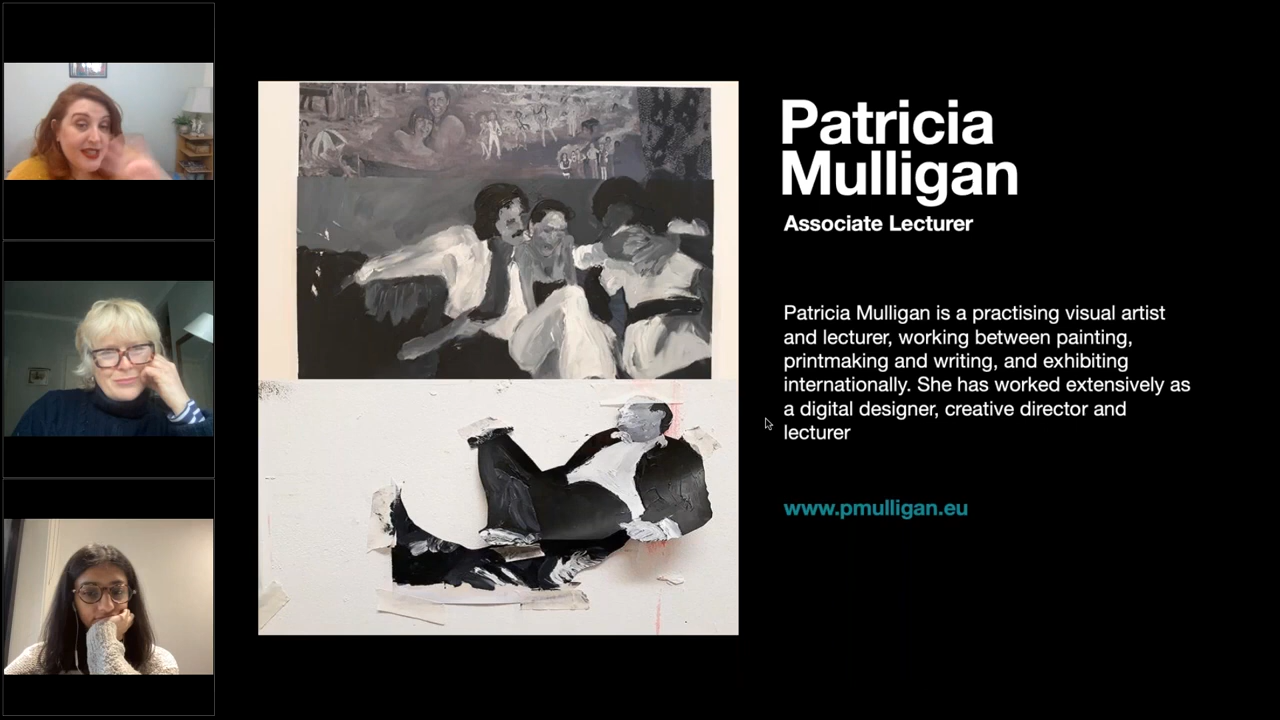 Patricia
Mulligan
Associate Lecturer
Patricia Mulligan is a practising visual artist
and lecturer, working between painting,
printmaking and writing, and exhibiting
internationally. She has worked extensively as
a digital designer, creative director and
lecturer
www.pmulligan.eu